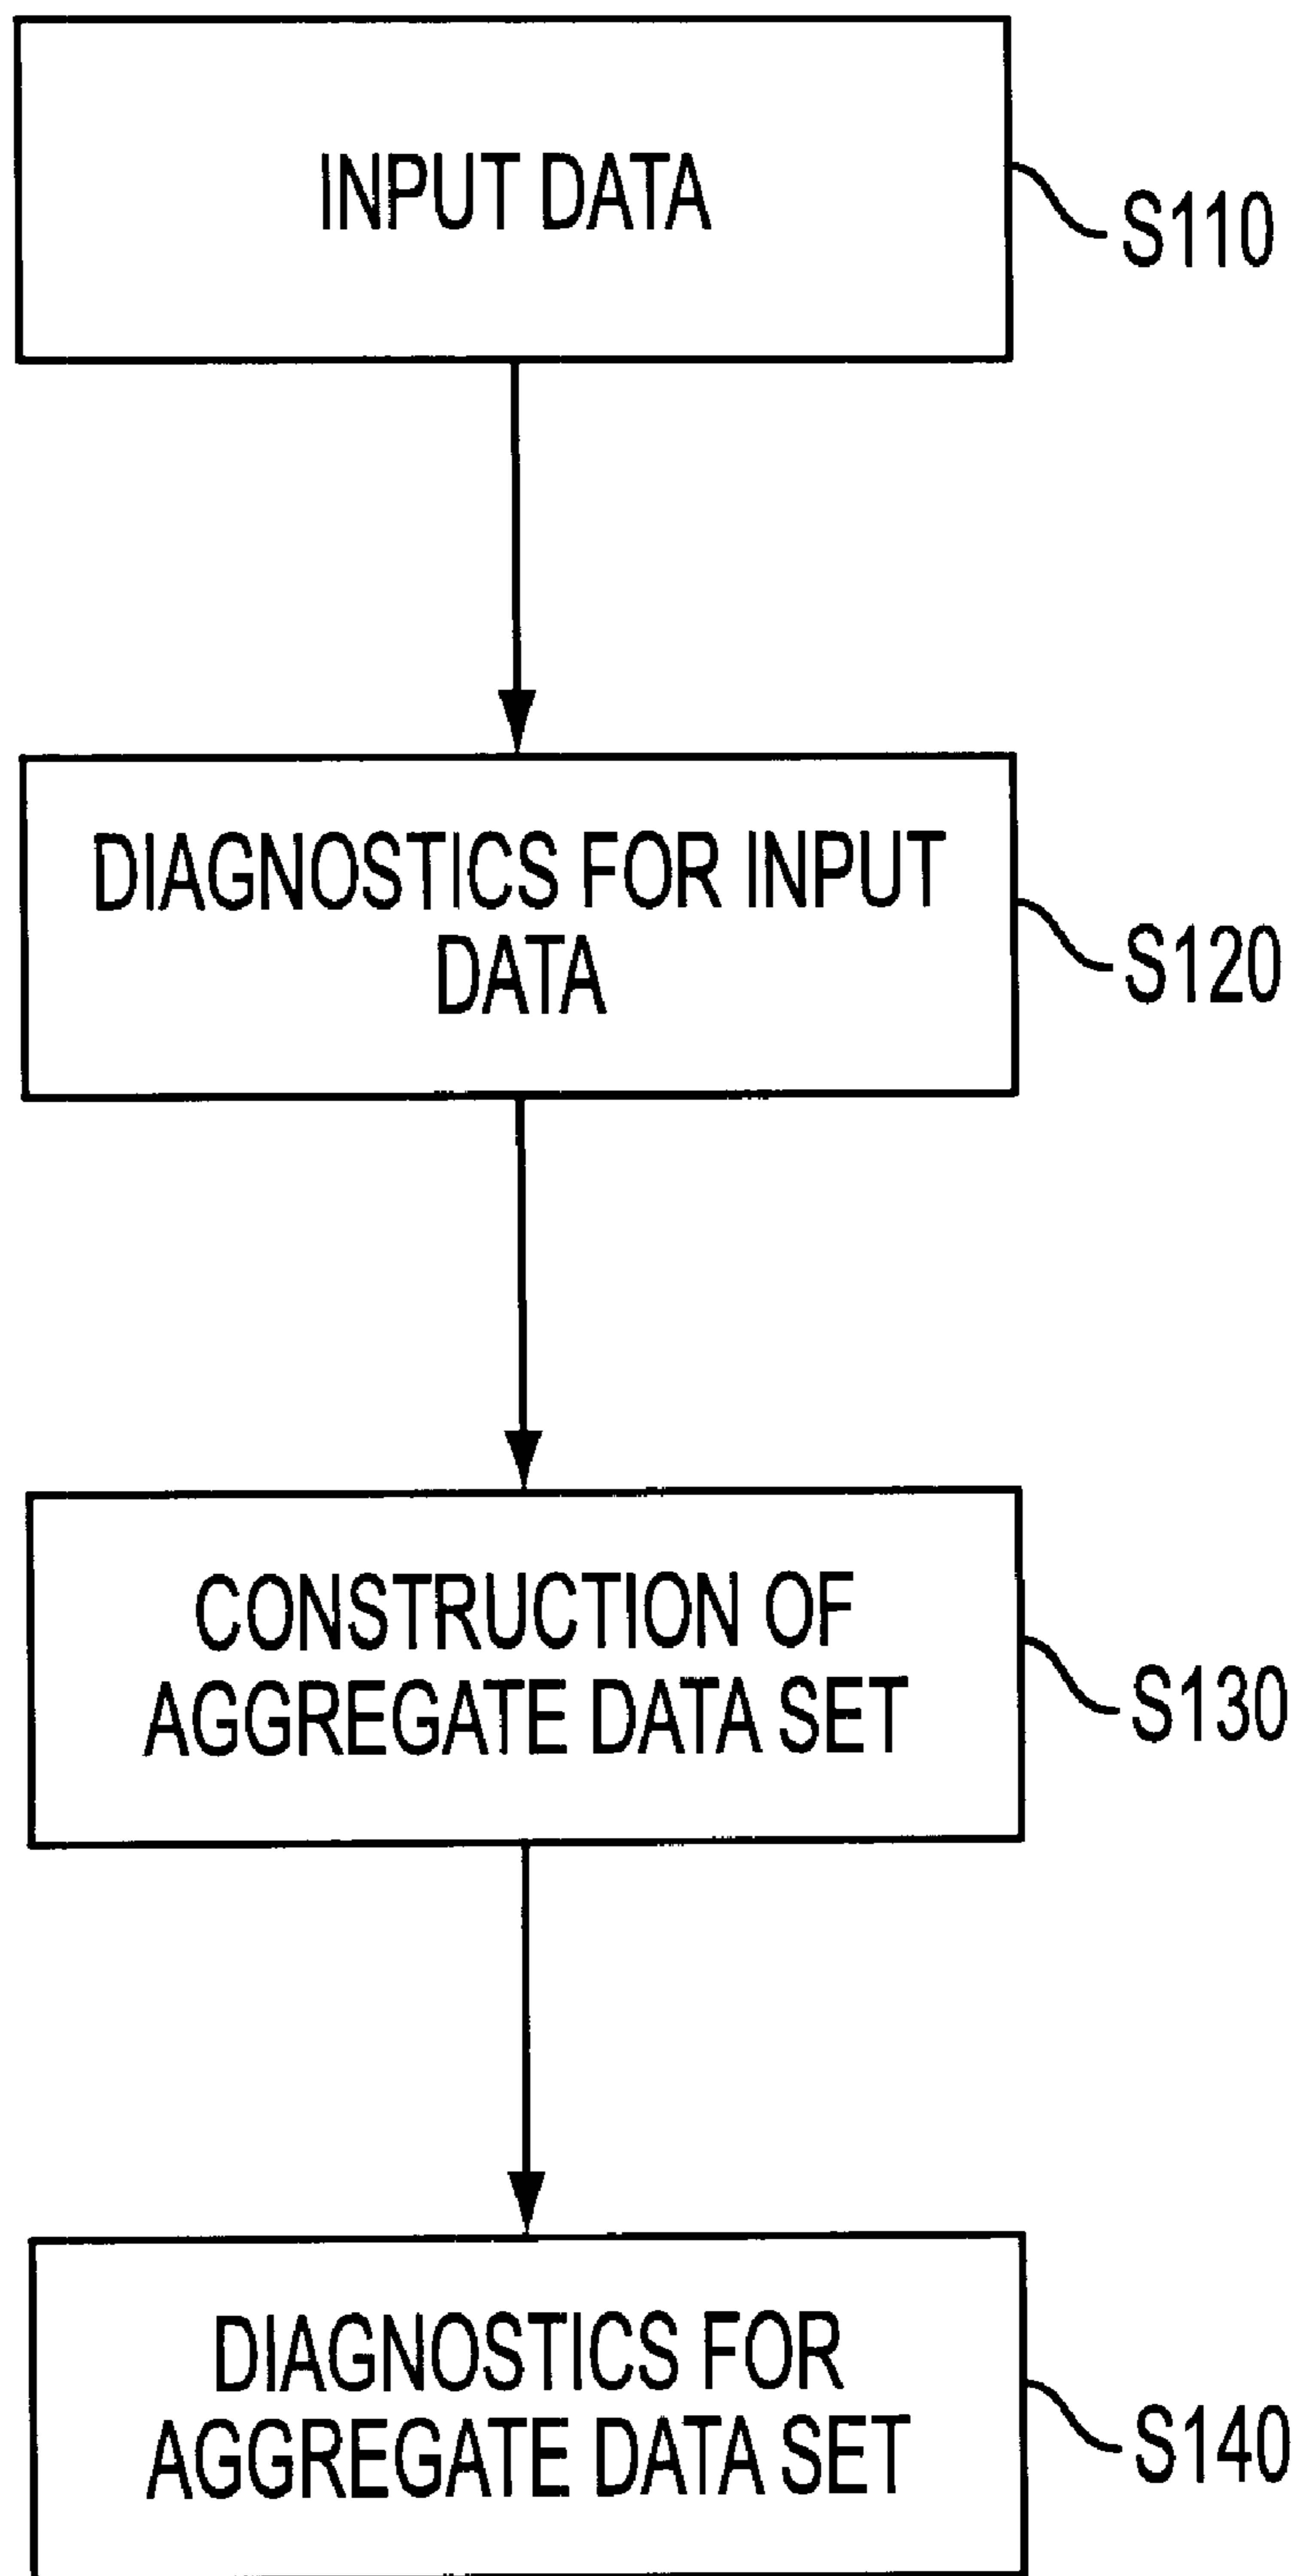 INPUT DATA
S110
DIAGNOSTICS FOR INPUT
DATA
S120
CONSTRUCTION OF
AGGREGATE DATA SET
S130
DIAGNOSTICS FOR
AGGREGATE DATA SET
S140